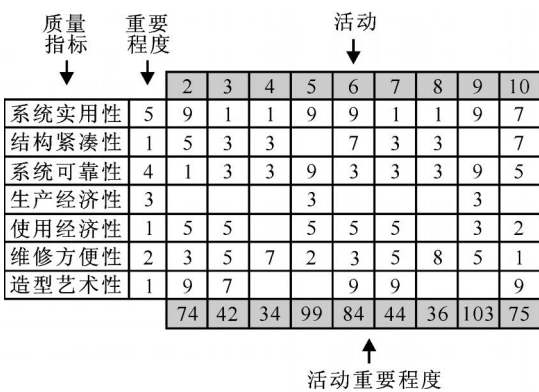 质量指标 重要程度 活动
2 3 4 5 6 7 8 9 10
系统实用性 5 9 1 1 9 9 1 1 9 7
结构紧凑性 1 5 3 3 7 3 3 7
系统可靠性 4 1 3 3 9 3 3 3 9 5
生产经济性 3 3 3
使用经济性 1 5 5 5 5 5 3 2
维修方便性 2 3 5 7 2 3 5 8 5 1
造型艺术性 1 9 7 9 9 9
74 42 34 99 84 44 36 103 75
活动重要程度